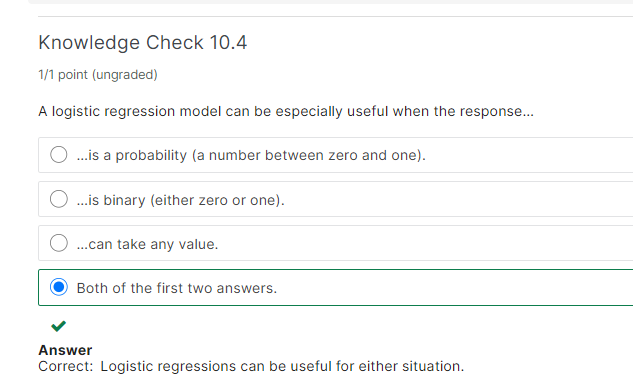 Knowledge Check 10.4
1/1 point (ungraded)
A logistic regression model can be especially useful when the response...
...is a probability (a number between zero and one).
...is binary (either zero or one).
...can take any value.
Both of the first two answers.
Answer
Correct: Logistic regressions can be useful for either situation.